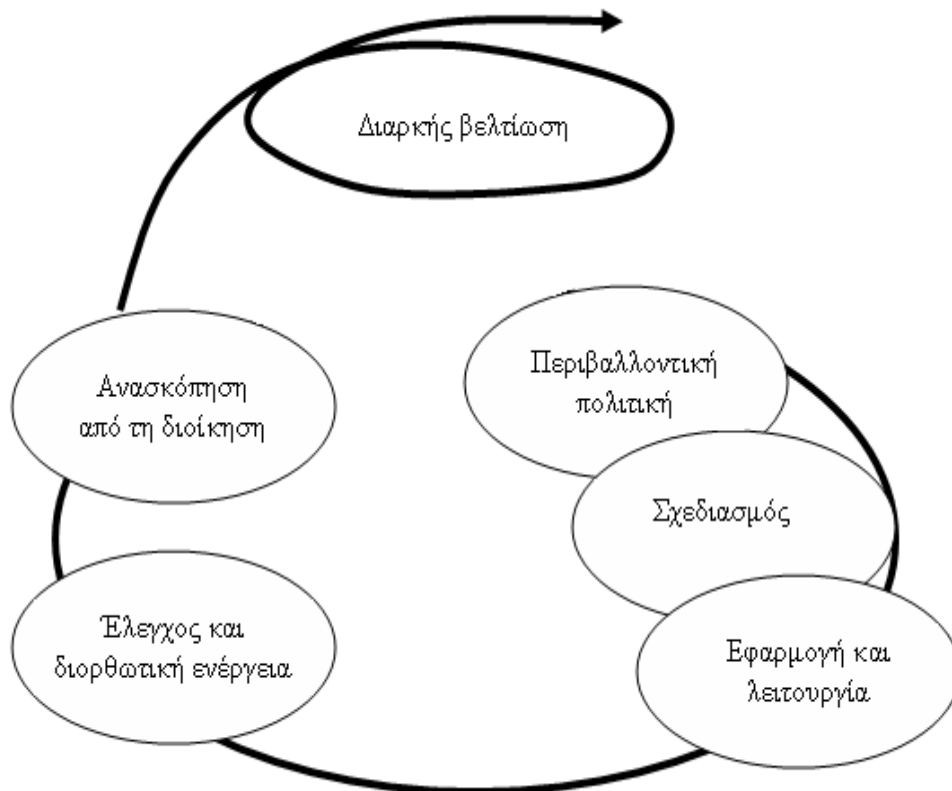 Διαρκής βελτίωση
Περιβαλλοντική
πολιτική
Σχεδιασμός
Εφαρμογή και
λειτουργία
Έλεγχος και
διορθωτική ενέργεια
Ανασκόπηση
από τη διοίκηση